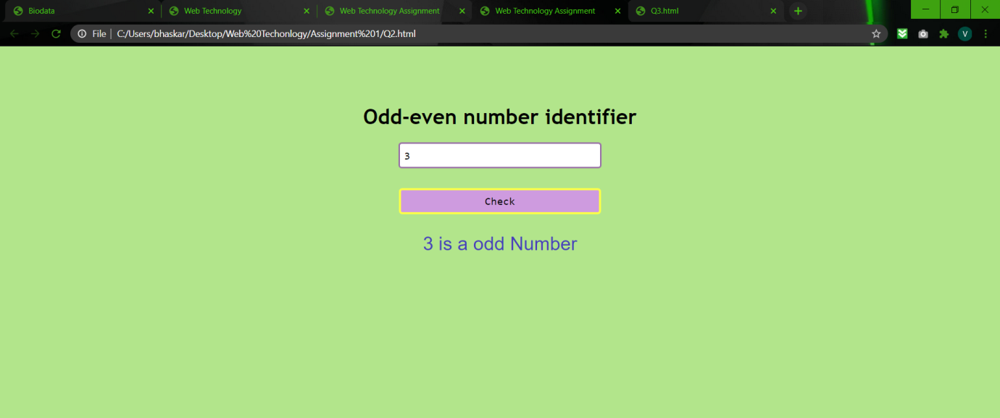 Biodata
Web Technology
Web Technology Assignment
Web Technology Assignment
Q3.html
File | C:/Users/bhaskar/Desktop/Web%20Techonlogy/Assignment%201/Q2.html
V
Odd-even number identifier
3
Check
3 is a odd Number